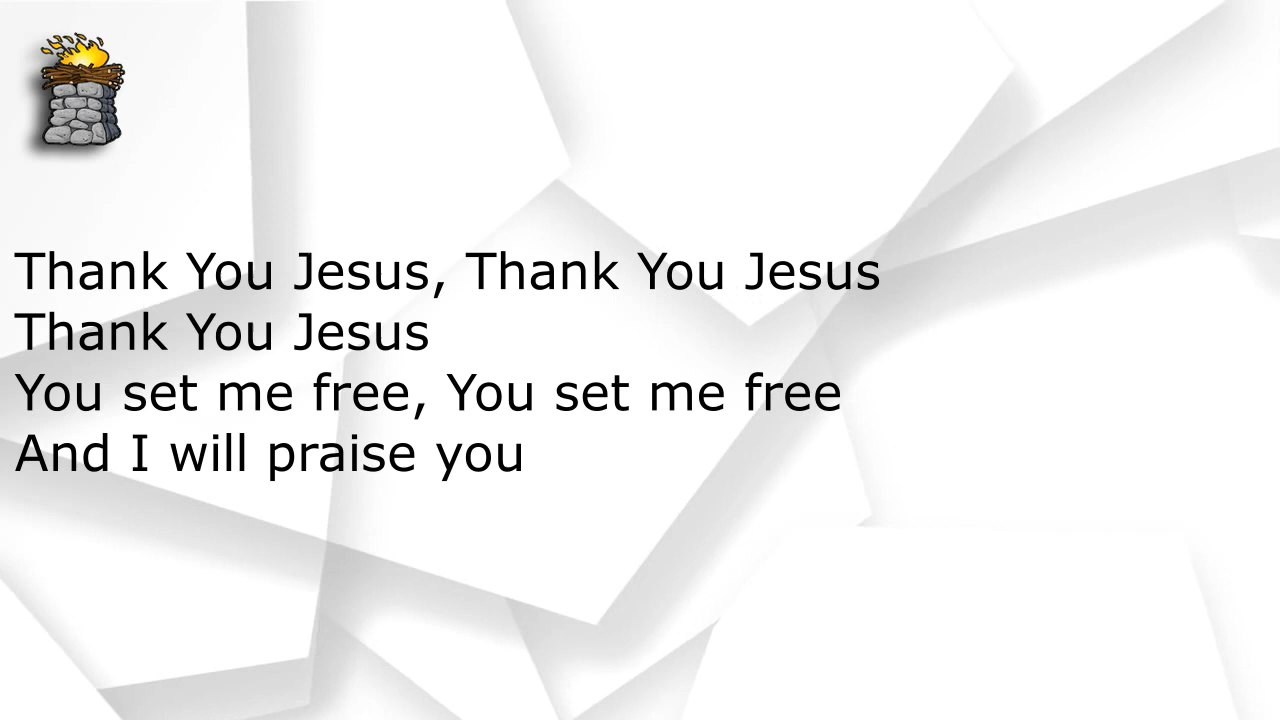 Thank You Jesus, Thank You Jesus
Thank You Jesus
You set me free, You set me free
And I will praise you